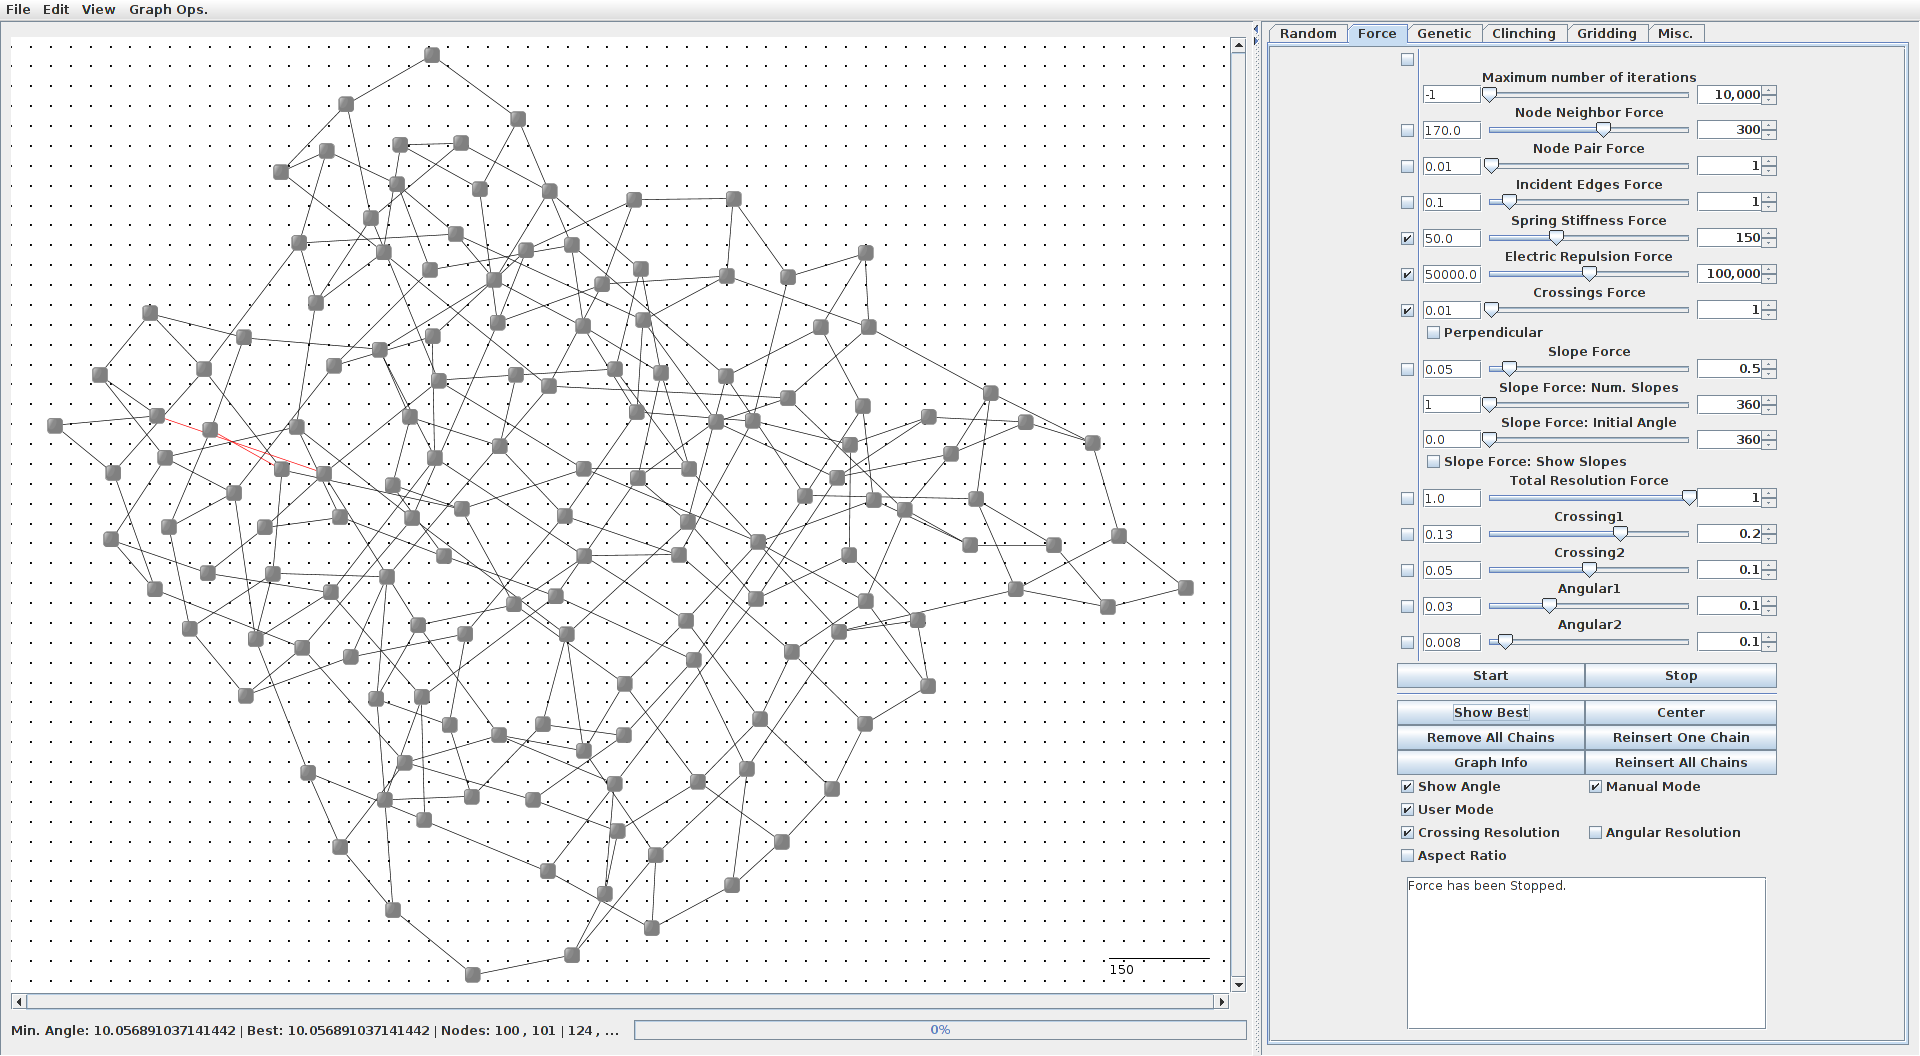 File Edit View Graph Ops.
Random Force Genetic Clinching Gridding Misc.
Maximum number of iterations
-1 10,000
Node Neighbor Force
170.0 300
Node Pair Force
0.01 1
Incident Edges Force
0.1 1
Spring Stiffness Force
50.0 150
Electric Repulsion Force
50000.0 100,000
Crossings Force
0.01 1
Perpendicular
Slope Force
0.05 0.5
Slope Force: Num. Slopes
1 360
Slope Force: Initial Angle
0.0 360
Slope Force: Show Slopes
Total Resolution Force
1.0 1
Crossing1
0.13 0.2
Crossing2
0.05 0.1
Angular1
0.03 0.1
Angular2
0.008 0.1
Start Stop
Show Best Center
Remove All Chains Reinsert One Chain
Graph Info Reinsert All Chains
Show Angle Manual Mode
User Mode
Crossing Resolution Angular Resolution
Aspect Ratio
Force has been Stopped.
150
Min. Angle: 10.056891037141442 | Best: 10.056891037141442 | Nodes: 100 , 101 | 124 , ...
0%